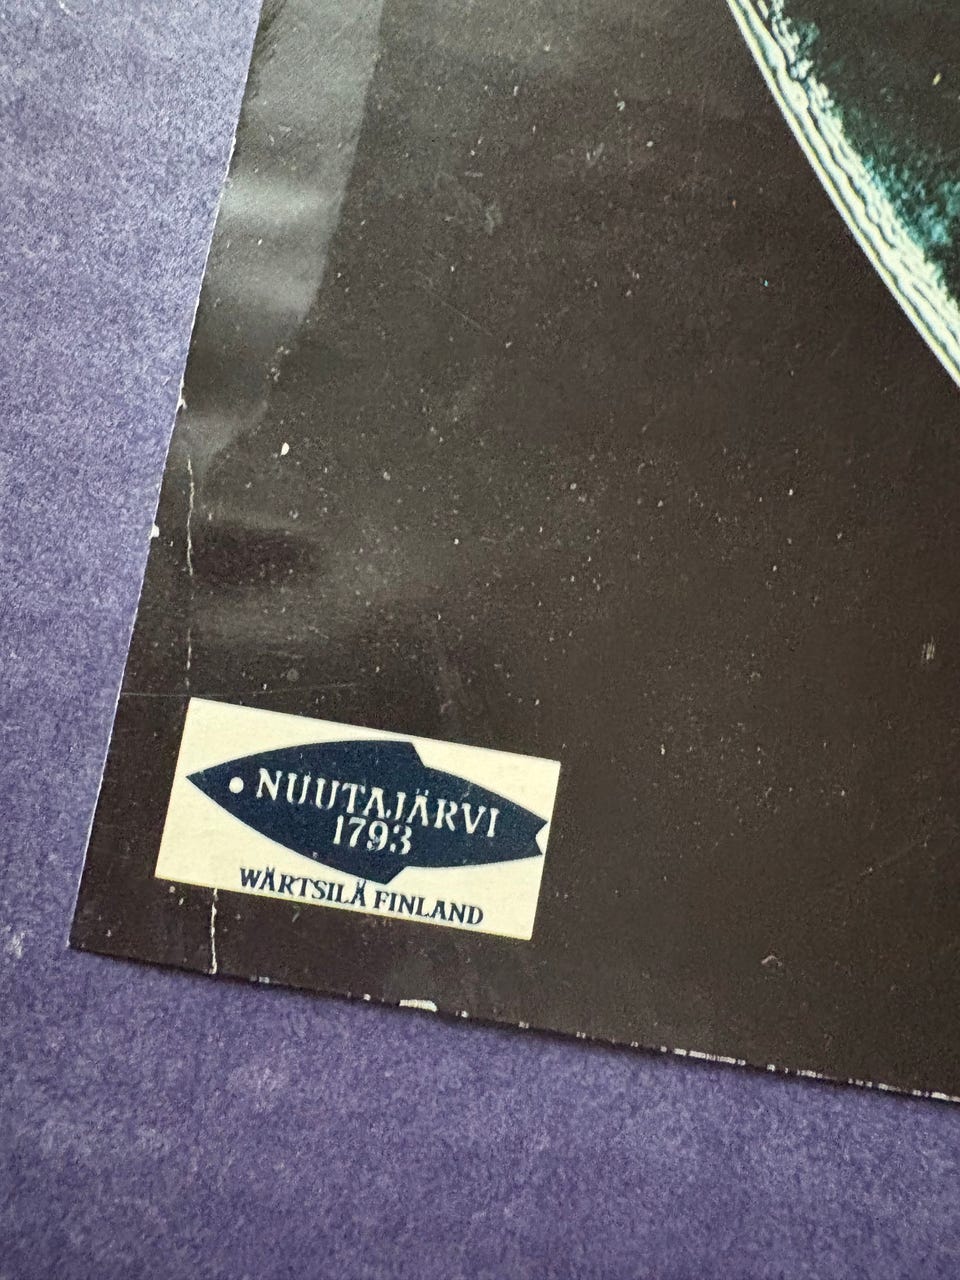 NUUTAJÄRVI
1793
WÄRTSILÄ FINLAND